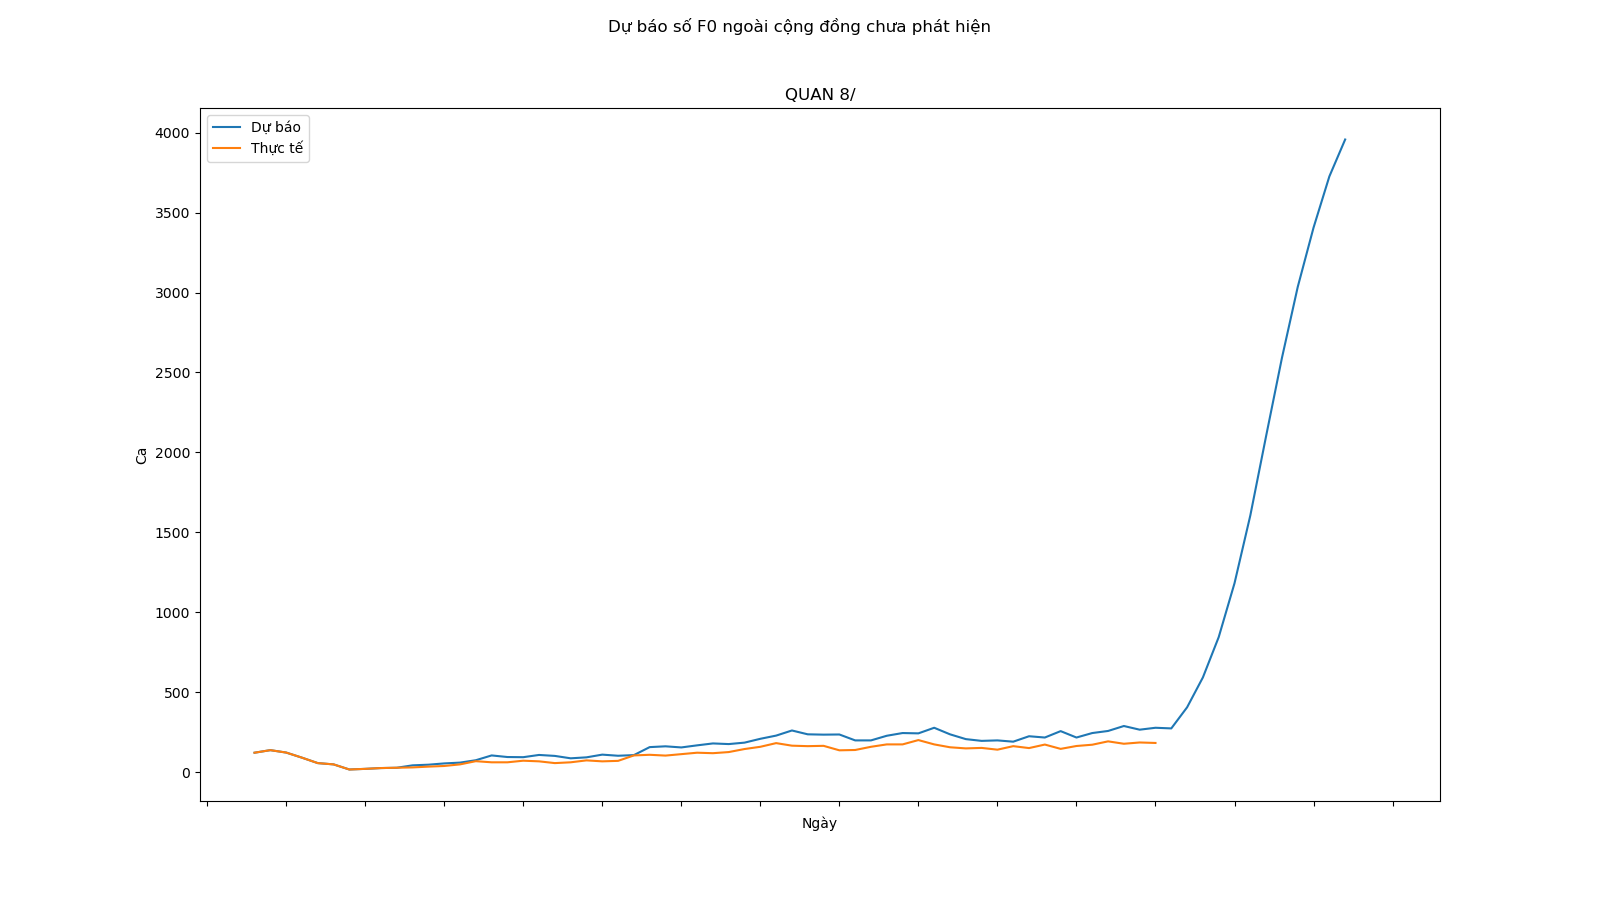 Dự báo số F0 ngoài cộng đồng chưa phát hiện
QUAN 8/
Dự báo
Thực tế
4000
3500
3000
2500
2000
1500
1000
500
0
Ca
Ngày